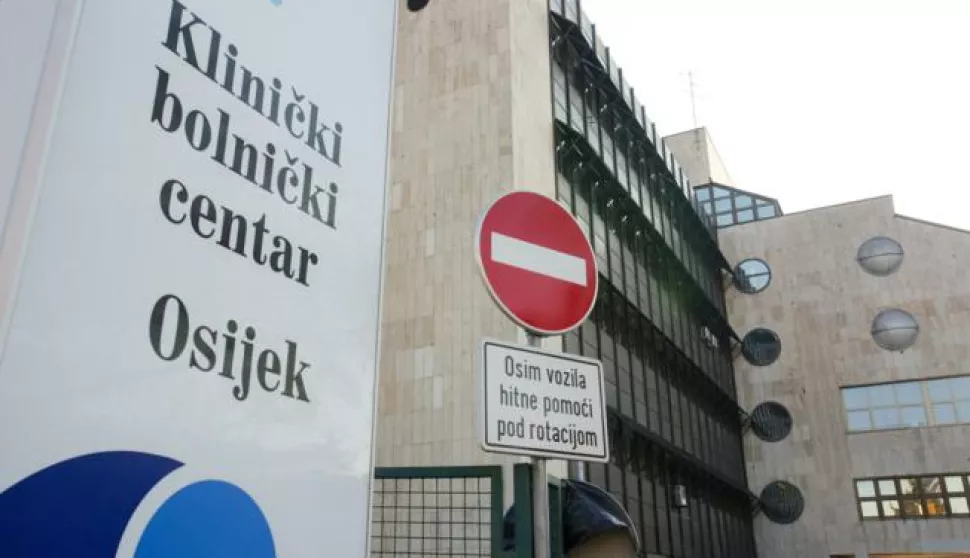 Klinički
bolnički
centar
Osijek
Osim vozila
hitne pomoći
pod rotacijom